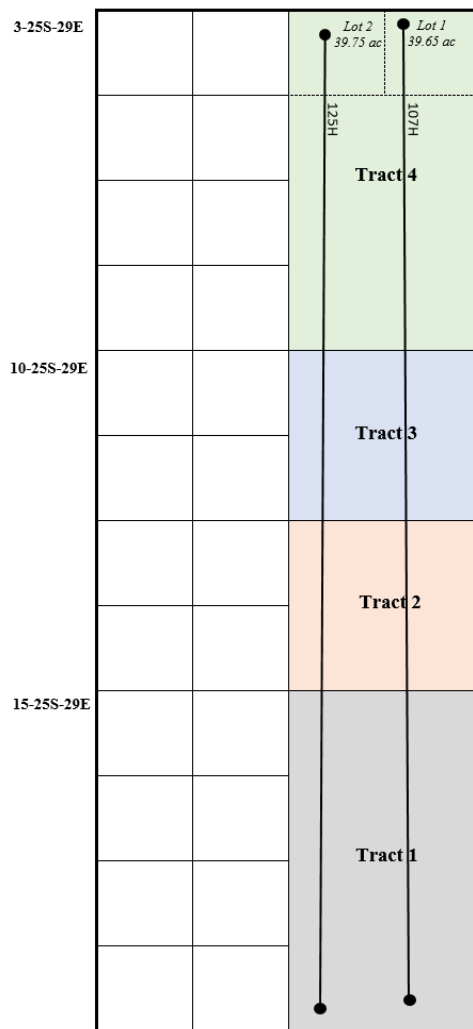 3-25S-29E
Lot 2
39.75 ac
Lot 1
39.65 ac
125H
107H
Tract 4
10-25S-29E
Tract 3
Tract 2
15-25S-29E
Tract 1